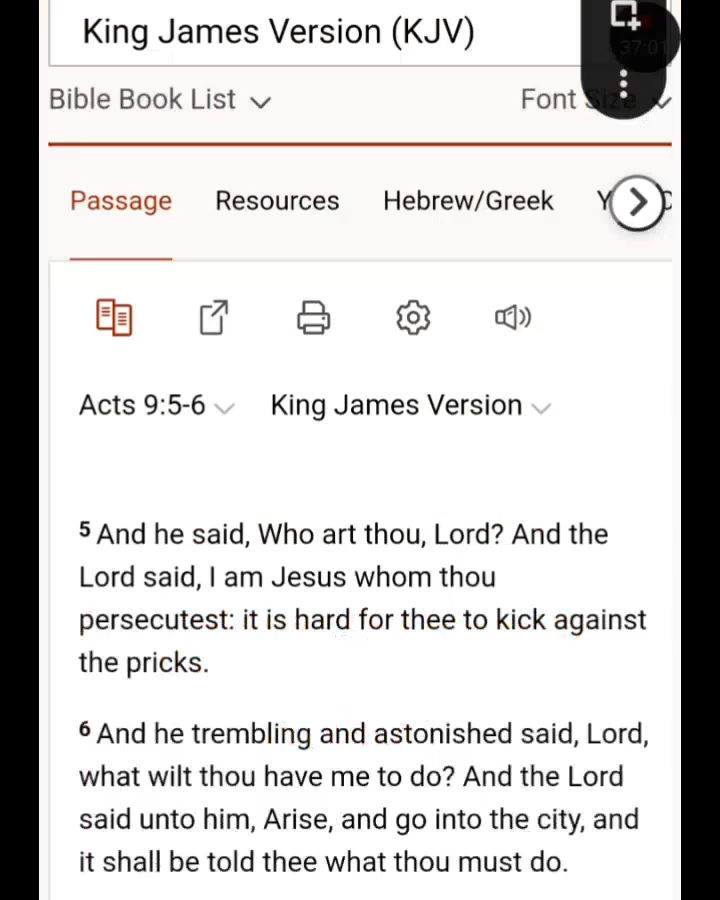 King James Version (KJV)
37:01
Bible Book List
Font Size
Passage Resources Hebrew/Greek
Acts 9:5-6 King James Version
5 And he said, Who art thou, Lord? And the
Lord said, I am Jesus whom thou
persecutest: it is hard for thee to kick against
the pricks.
6 And he trembling and astonished said, Lord,
what wilt thou have me to do? And the Lord
said unto him, Arise, and go into the city, and
it shall be told thee what thou must do.